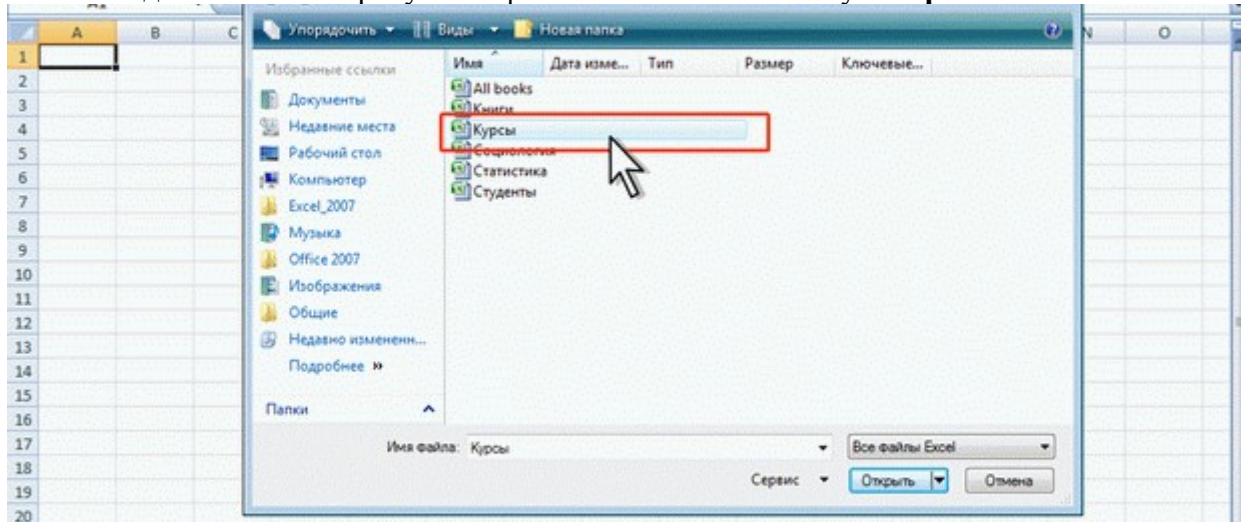 A B C N O
Упорядочить Виды Новая папка
Избранные ссылки
Документы
Недавние места
Рабочий стол
Компьютер
Excel_2007
Музыка
Office 2007
Изображения
Общие
Недавно измененн...
Подробнее »
Папки
Имя Дата изме... Тип Размер Ключевые...
All books
Книги
Курсы
Социология
Статистика
Студенты
Имя файла: Курсы Все файлы Excel
Сервис Открыть Отмена
1
2
3
4
5
6
7
8
9
10
11
12
13
14
15
16
17
18
19
20